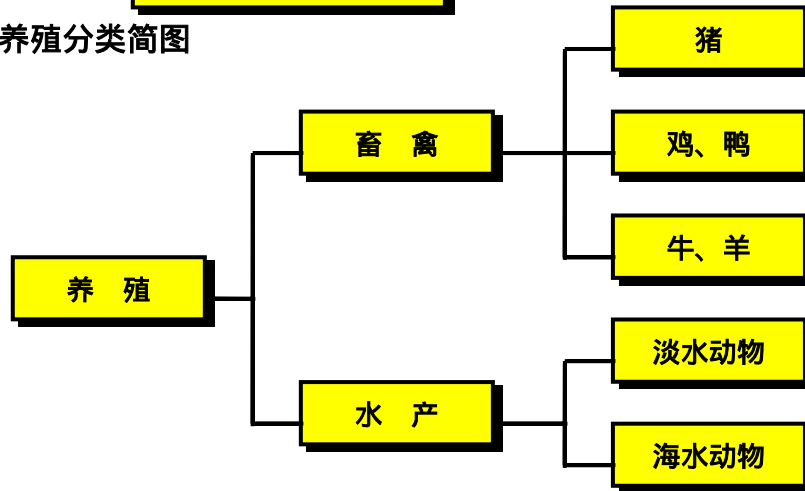 养殖分类简图
猪
畜 禽
鸡、鸭
牛、羊
养 殖
淡水动物
水 产
海水动物